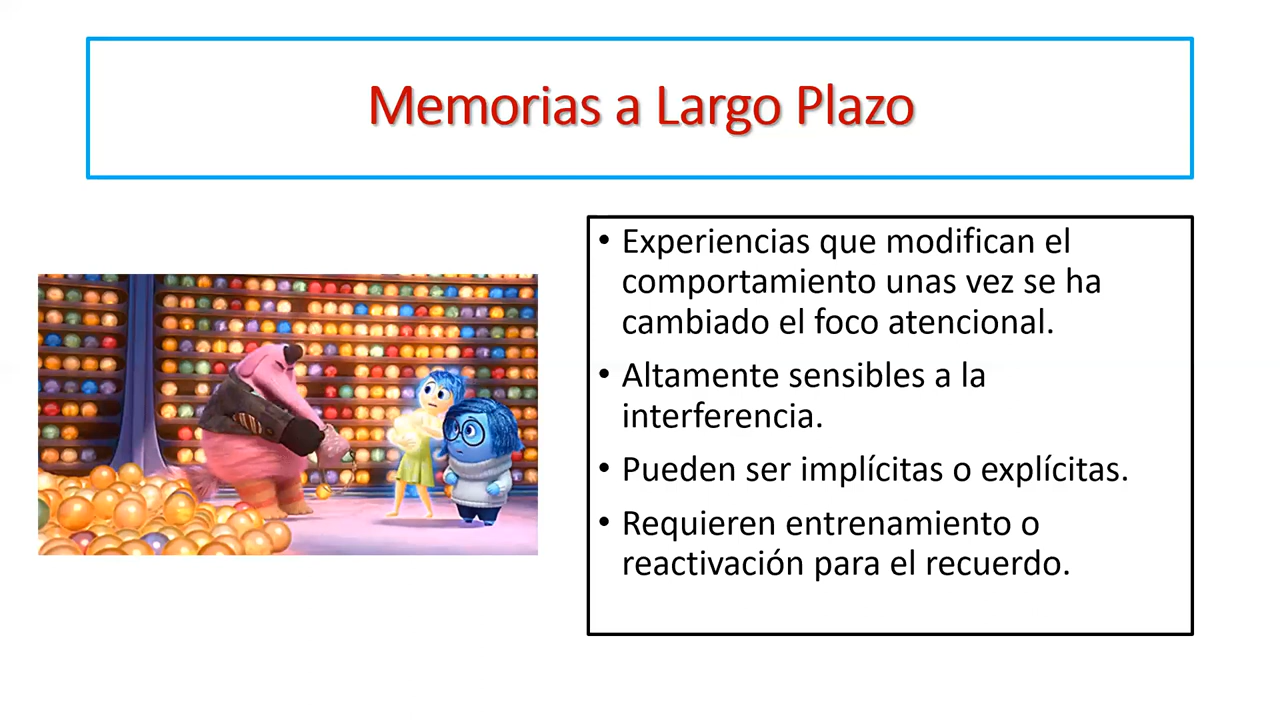 Memorias a Largo Plazo
• Experiencias que modifican el
comportamiento unas vez se ha
cambiado el foco atencional.
• Altamente sensibles a la
interferencia.
• Pueden ser implícitas o explícitas.
• Requieren entrenamiento o
reactivación para el recuerdo.